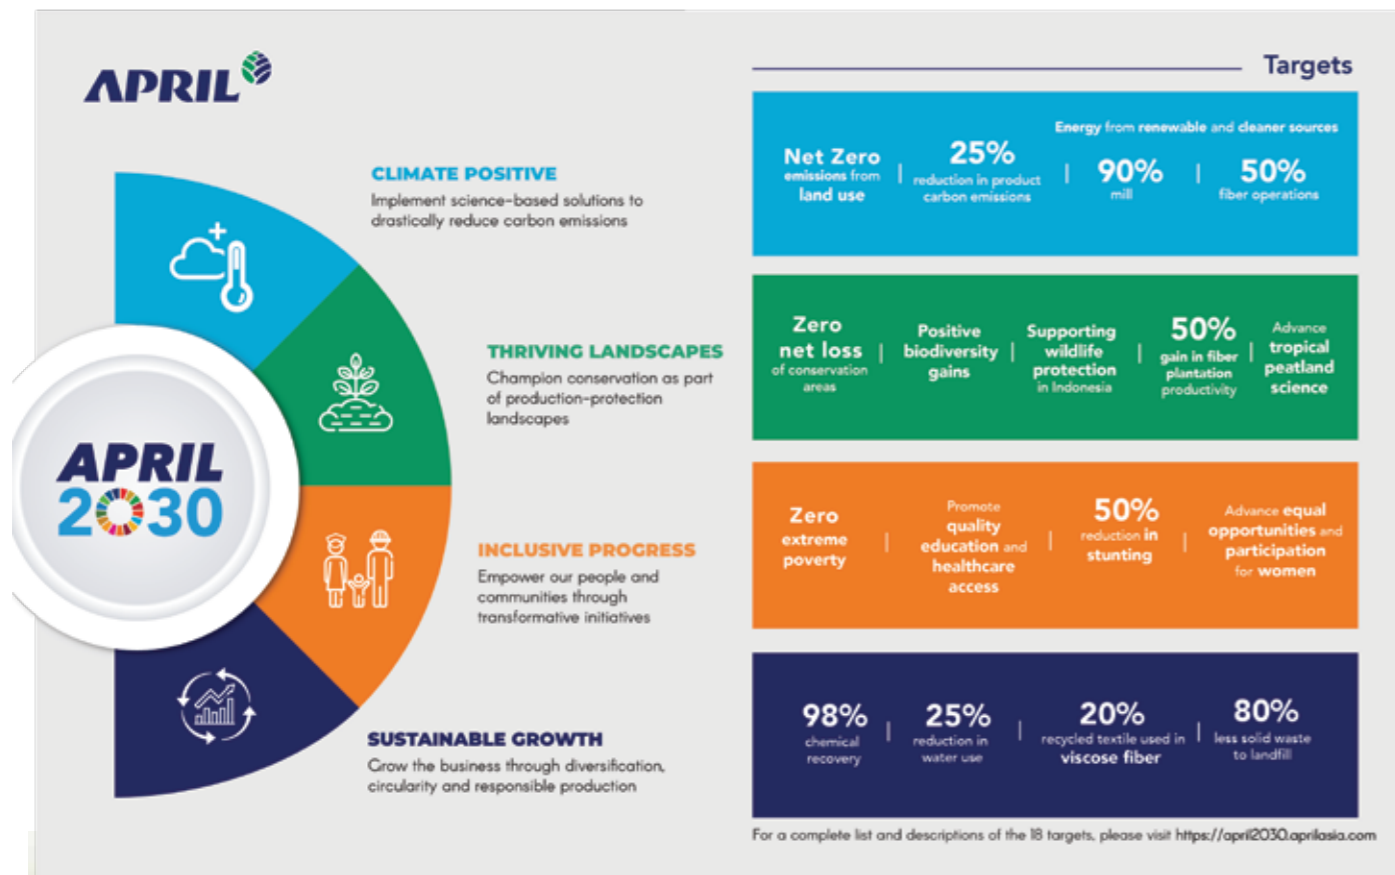 APRIL
Targets
CLIMATE POSITIVE
Implement science-based solutions to
drastically reduce carbon emissions
Net Zero
emissions from
land use
25%
reduction in product
carbon emissions
Energy from renewable and cleaner sources
90%
mill
50%
fiber operations
THRIVING LANDSCAPES
Champion conservation as part
of production-protection
landscapes
Zero
net loss
of conservation
areas
Positive
biodiversity
gains
Supporting
wildlife
protection
in Indonesia
50%
gain in fiber
plantation
productivity
Advance
tropical
peatland
science
APRIL
2030
INCLUSIVE PROGRESS
Empower our people and
communities through
transformative initiatives
Zero
extreme
poverty
Promote
quality
education and
healthcare
access
50%
reduction in
stunting
Advance equal
opportunities and
participation
for women
SUSTAINABLE GROWTH
Grow the business through diversification,
circularity and responsible production
98%
chemical
recovery
25%
reduction in
water use
20%
recycled textile used in
viscose fiber
80%
less solid waste
to landfill
For a complete list and descriptions of the 18 targets, please visit https://april2030.aprilasia.com